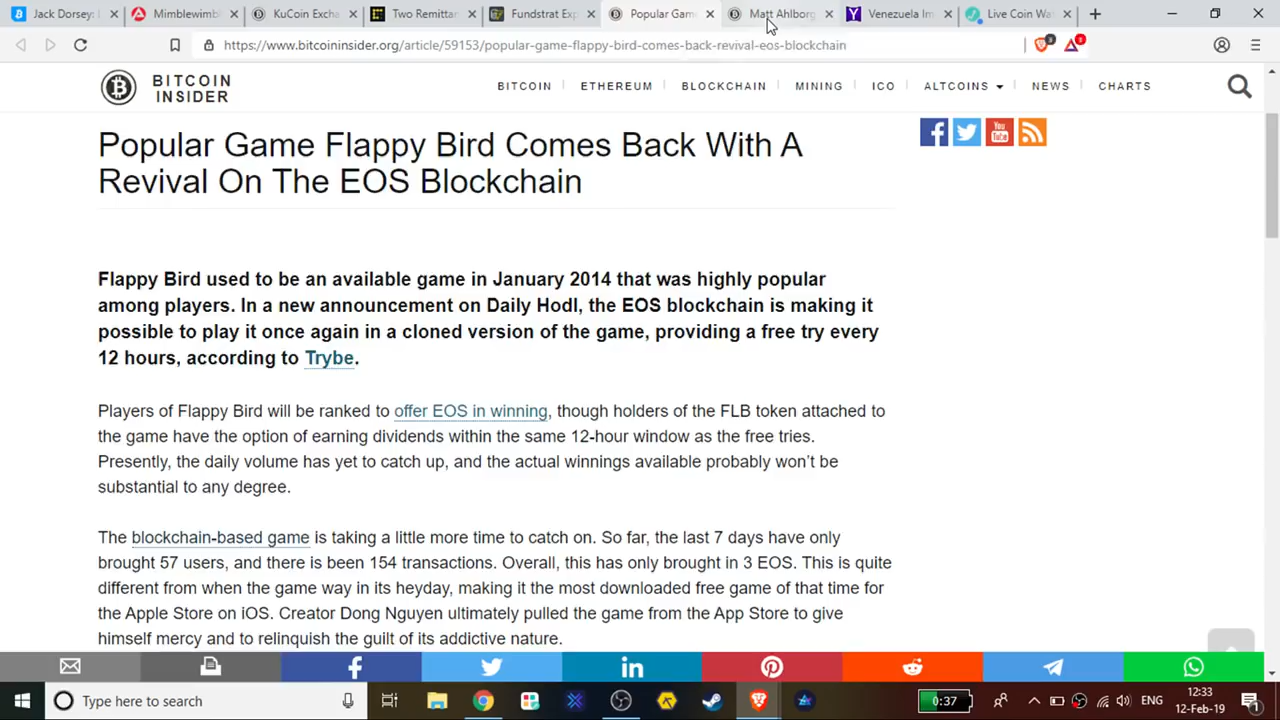 Jack Dorsey:
Mimblewimbl
KuCoin Excha
Two Remitta
Fundstrat Exp
Popular Game
Matt Ahlborg
Venezuela Im
Live Coin Wa
https://www.bitcoininsider.org/article/59153/popular-game-flappy-bird-comes-back-revival-eos-blockchain
BITCOIN
INSIDER
BITCOIN ETHEREUM BLOCKCHAIN MINING ICO ALTCOINS NEWS CHARTS
Popular Game Flappy Bird Comes Back With A
Revival On The EOS Blockchain
Flappy Bird used to be an available game in January 2014 that was highly popular
among players. In a new announcement on Daily Hodl, the EOS blockchain is making it
possible to play it once again in a cloned version of the game, providing a free try every
12 hours, according to Trybe.
Players of Flappy Bird will be ranked to offer EOS in winning, though holders of the FLB token attached to
the game have the option of earning dividends within the same 12-hour window as the free tries.
Presently, the daily volume has yet to catch up, and the actual winnings available probably won't be
substantial to any degree.
The blockchain-based game is taking a little more time to catch on. So far, the last 7 days have only
brought 57 users, and there is been 154 transactions. Overall, this has only brought in 3 EOS. This is quite
different from when the game way in its heyday, making it the most downloaded free game of that time for
the Apple Store on iOS. Creator Dong Nguyen ultimately pulled the game from the App Store to give
himself mercy and to relinquish the guilt of its addictive nature.
Type here to search
0:37
ENG
12:33
12-Feb-19